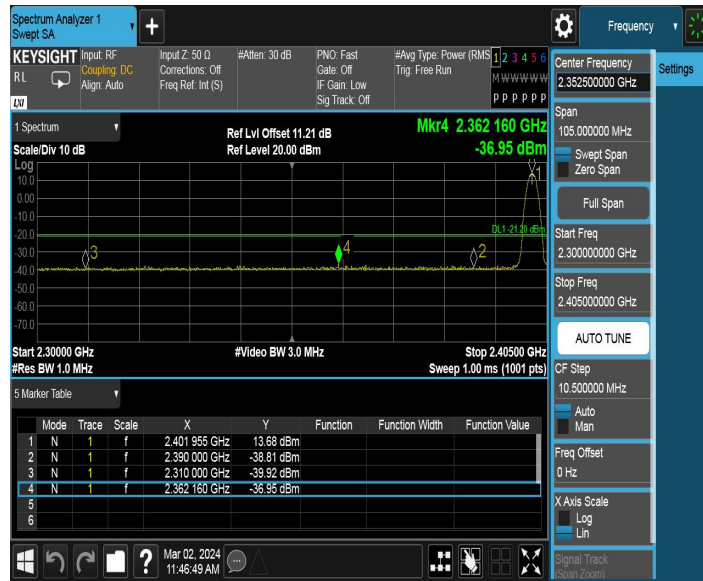 Spectrum Analyzer 1
Swept SA
Frequency
KEYSIGHT
RL
LXI
Input: RF
Coupling: DC
Align: Auto
Input Z: 50 Ω
Corrections: Off
Freq Ref: Int (S)
#Atten: 30 dB
PNO: Fast
Gate: Off
IF Gain: Low
Sig Track: Off
#Avg Type: Power (RMS
Trig: Free Run
1 2 3 4 5 6
M W W W W W
P P P P P P
1 Spectrum
Scale/Div 10 dB
Ref Lvl Offset 11.21 dB
Ref Level 20.00 dBm
Mkr4 2.362 160 GHz
-36.95 dBm
Log
10.0
0.00
-10.0
-20.0
-30.0
-40.0
-50.0
-60.0
-70.0
DL1 -21.20 dBm
1
2
3
4
Start 2.30000 GHz
#Res BW 1.0 MHz
#Video BW 3.0 MHz
Stop 2.40500 GHz
Sweep 1.00 ms (1001 pts)
5 Marker Table
Mode Trace Scale X Y Function Function Width Function Value
1 N 1 f 2.401 955 GHz 13.68 dBm
2 N 1 f 2.390 000 GHz -38.81 dBm
3 N 1 f 2.310 000 GHz -39.92 dBm
4 N 1 f 2.362 160 GHz -36.95 dBm
5
6
Mar 02, 2024
11:46:49 AM
Center Frequency
2.352500000 GHz
Settings
Span
105.000000 MHz
Swept Span
Zero Span
Full Span
Start Freq
2.300000000 GHz
Stop Freq
2.405000000 GHz
AUTO TUNE
CF Step
10.500000 MHz
Auto
Man
Freq Offset
0 Hz
X Axis Scale
Log
Lin
Signal Track
(Span Zoom)